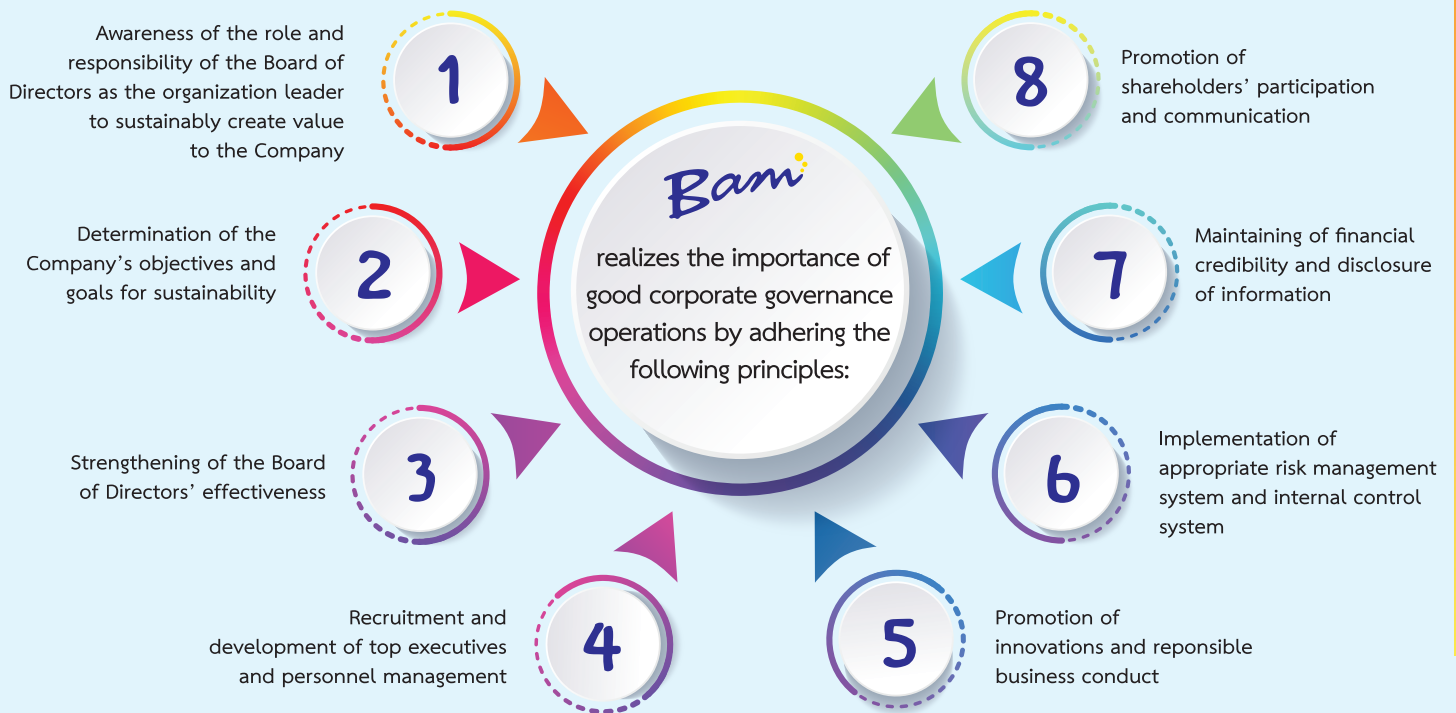 Bam
realizes the importance of
good corporate governance
operations by adhering the
following principles:
1
Awareness of the role and
responsibility of the Board of
Directors as the organization leader
to sustainably create value
to the Company
2
Determination of the
Company's objectives and
goals for sustainability
3
Strengthening of the Board
of Directors' effectiveness
4
Recruitment and
development of top executives
and personnel management
5
Promotion of
innovations and reponsible
business conduct
6
Implementation of
appropriate risk management
system and internal control
system
7
Maintaining of financial
credibility and disclosure
of information
8
Promotion of
shareholders' participation
and communication